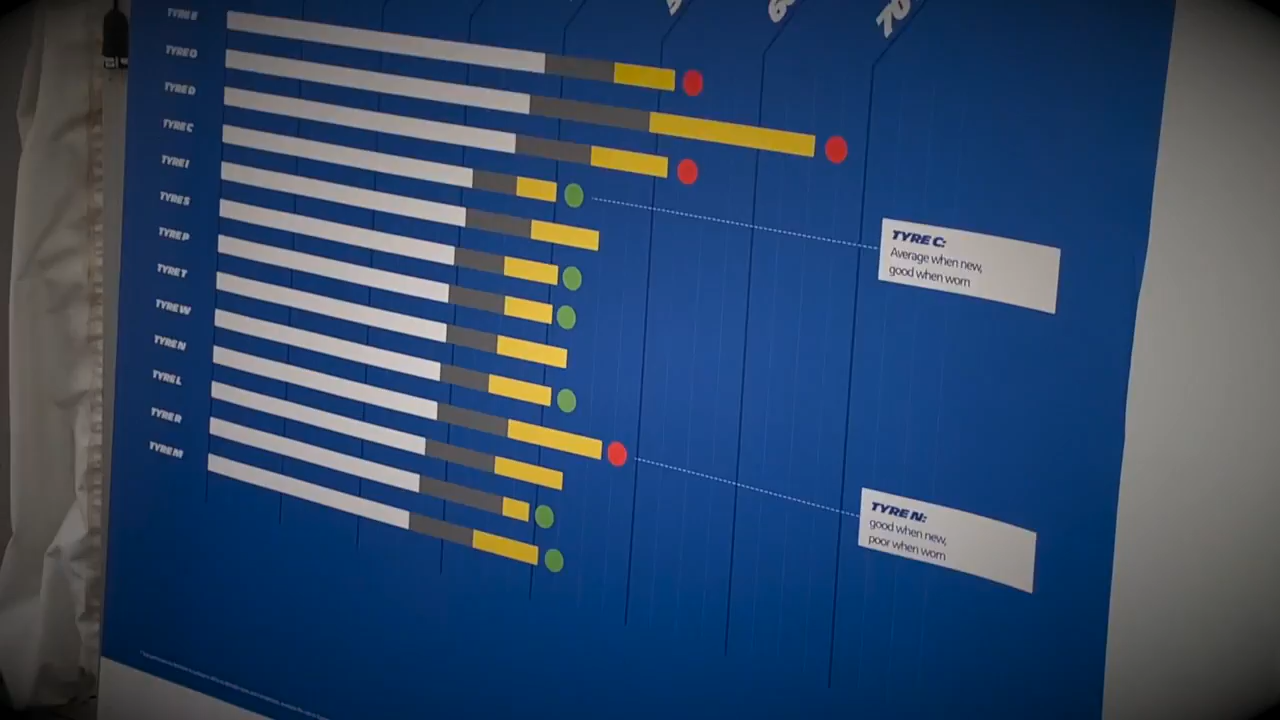 70
TYRE O
TYRE D
TYRE C
TYRE I
TYRE S
TYRE P
TYRE T
TYRE W
TYRE N
TYRE L
TYRE R
TYRE M
TYRE C:
Average when new,
good when worn
TYRE N:
good when new,
poor when worn